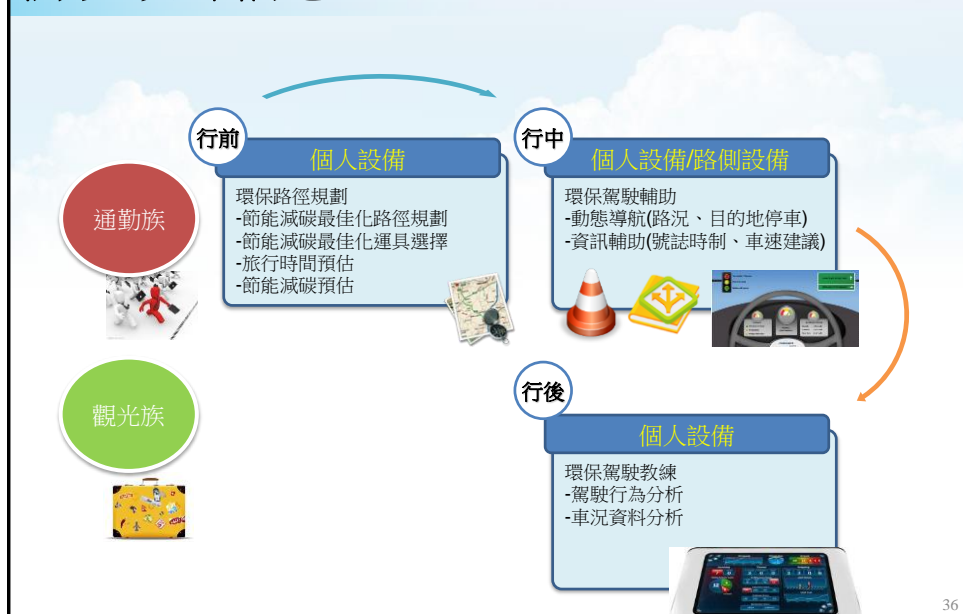 行前
個人設備
環保路徑規劃
-節能減碳最佳化路徑規劃
-節能減碳最佳化運具選擇
-旅行時間預估
-節能減碳預估
行中
個人設備/路側設備
環保駕駛輔助
-動態導航(路況、目的地停車)
-資訊輔助(號誌時制、車速建議)
通勤族
觀光族
行後
個人設備
環保駕駛教練
-駕駛行為分析
-車況資料分析
36